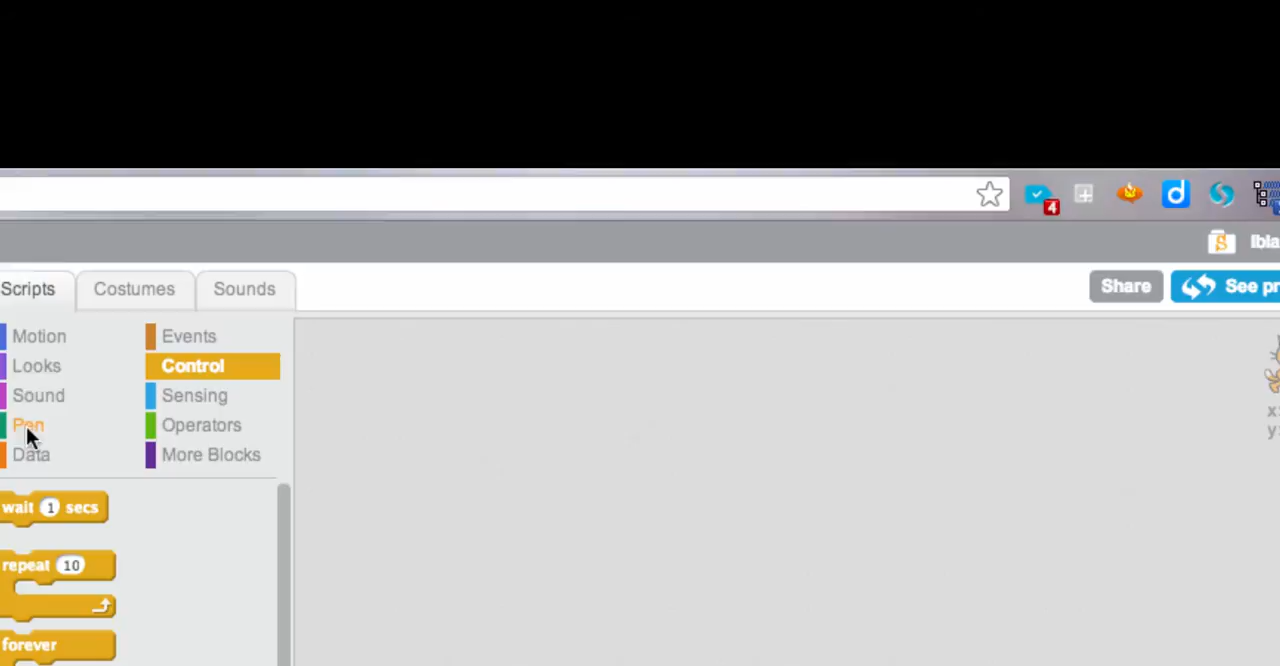 4
d
S
Ibla
Scripts Costumes Sounds
Share See pr
Motion Events
Looks Control
Sound Sensing
Pen Operators
Data More Blocks
x:
y:
wait 1 secs
repeat 10
forever